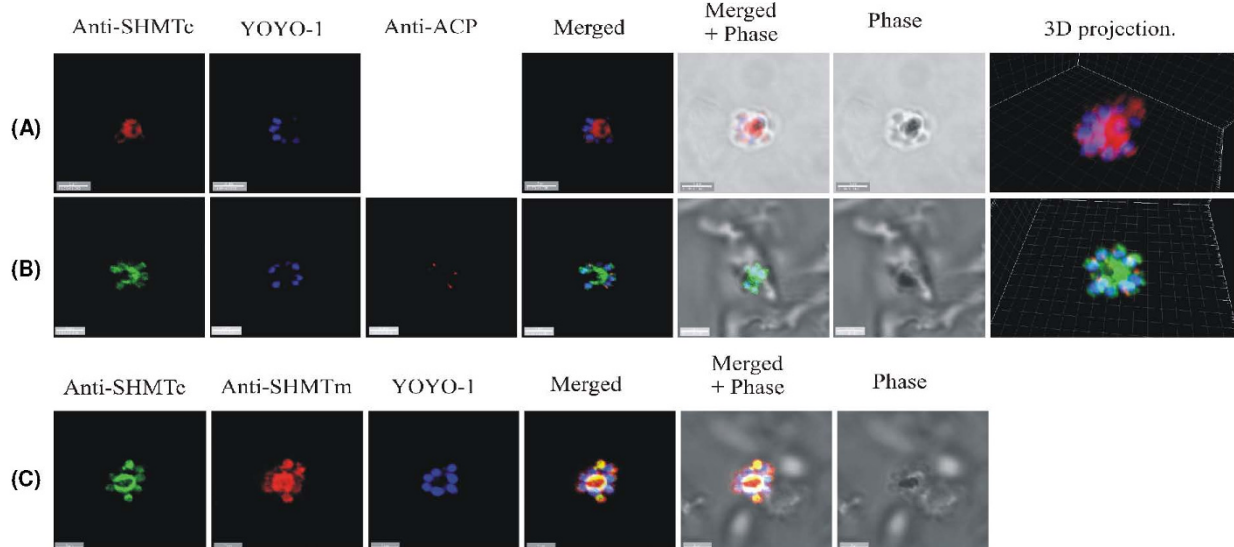 Anti-SHMTc YOYO-1 Anti-ACP Merged Merged + Phase Phase 3D projection.
(A)
(B)
Anti-SHMTc Anti-SHMTm YOYO-1 Merged Merged + Phase Phase
(C)